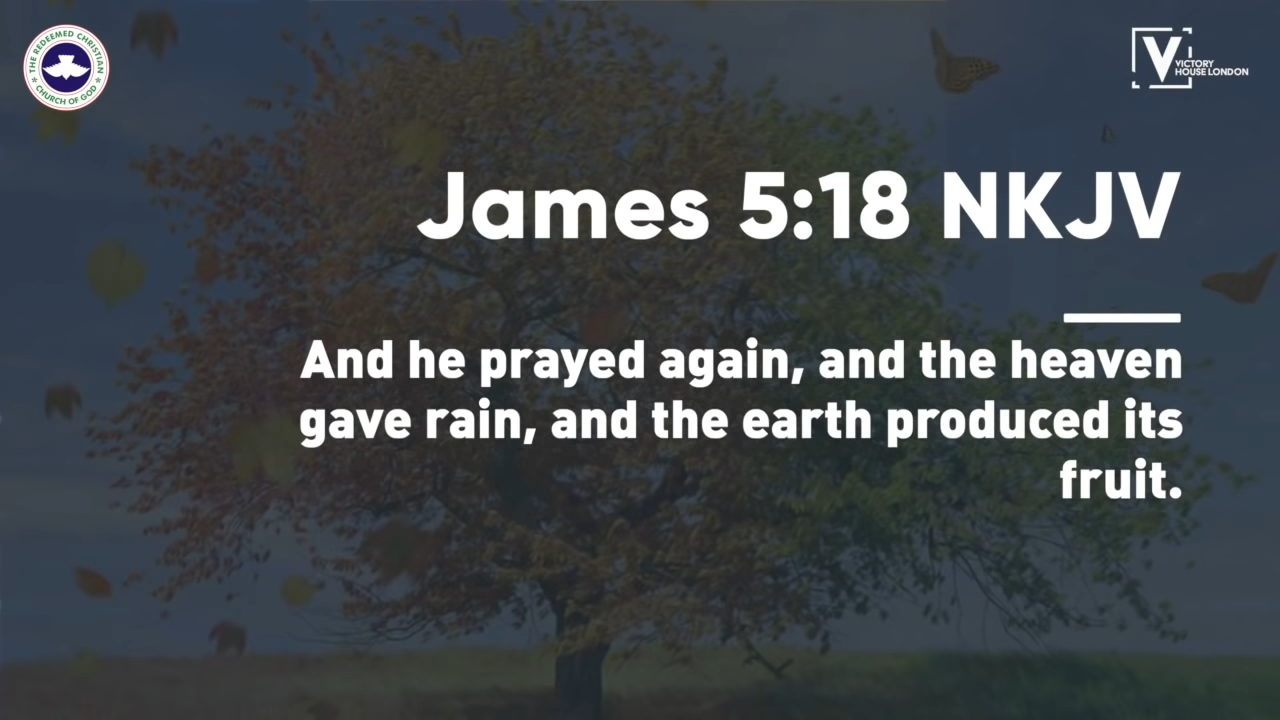 THE REDEEMED CHRISTIAN
CHURCH OF GOD
V VICTORY
HOUSE LONDON
James 5:18 NKJV
And he prayed again, and the heaven
gave rain, and the earth produced its
fruit.